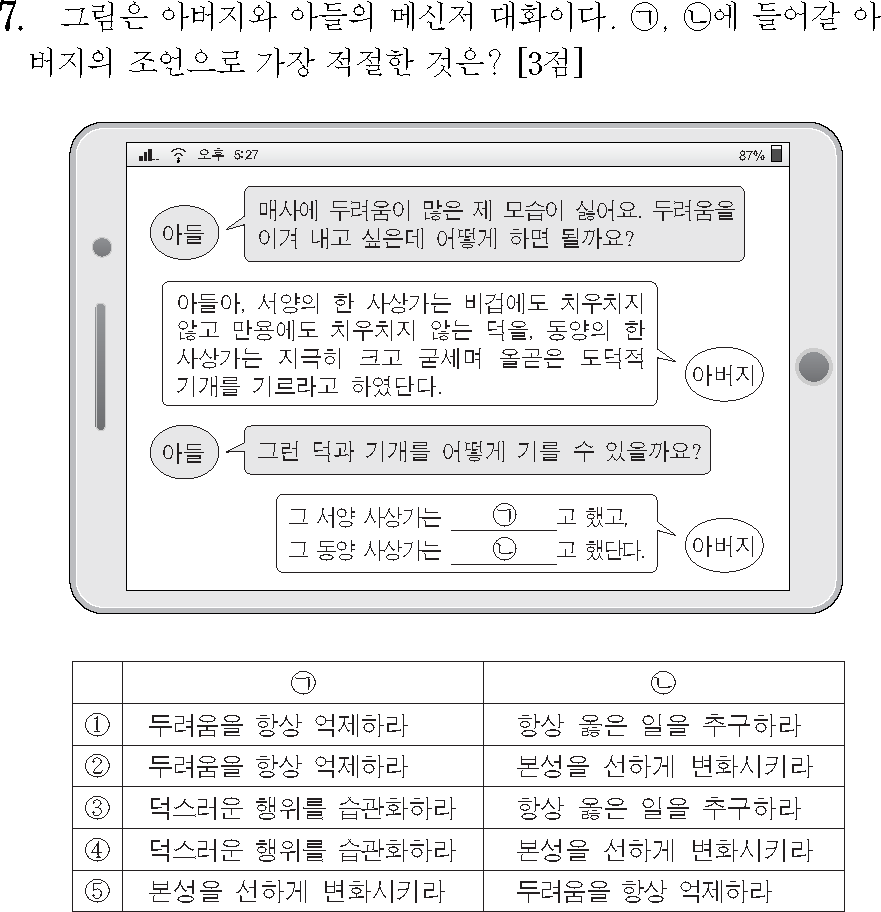 7. 그림은 아버지와 아들의 메신저 대화이다. ㉠, ㉡에 들어갈 아
버지의 조언으로 가장 적절한 것은? [3점]
오후 5:27 87%
아들
매사에 두려움이 많은 제 모습이 싫어요. 두려움을
이겨 내고 싶은데 어떻게 하면 될까요?
아들아, 서양의 한 사상가는 비겁에도 치우치지
않고 만용에도 치우치지 않는 덕을, 동양의 한
사상가는 지극히 크고 굳세며 올곧은 도덕적
기개를 기르라고 하였단다.
아버지
아들
그런 덕과 기개를 어떻게 기를 수 있을까요?
그 서양 사상가는 ㉠ 고 했고,
그 동양 사상가는 ㉡ 고 했단다.
아버지
㉠ ㉡
① 두려움을 항상 억제하라 항상 옳은 일을 추구하라
② 두려움을 항상 억제하라 본성을 선하게 변화시키라
③ 덕스러운 행위를 습관화하라 항상 옳은 일을 추구하라
④ 덕스러운 행위를 습관화하라 본성을 선하게 변화시키라
⑤ 본성을 선하게 변화시키라 두려움을 항상 억제하라